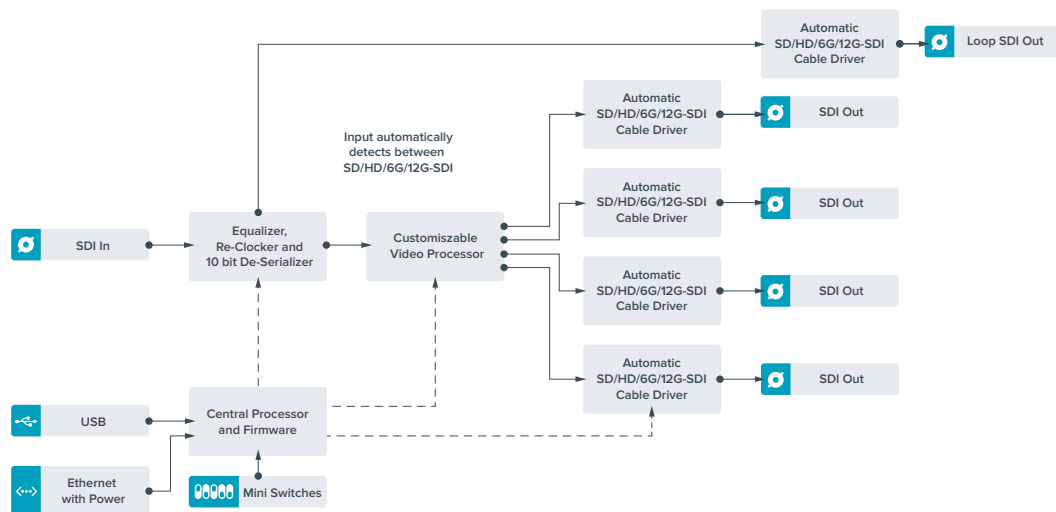 Automatic
SD/HD/6G/12G-SDI
Cable Driver
Loop SDI Out
Automatic
SD/HD/6G/12G-SDI
Cable Driver
SDI Out
Input automatically
detects between
SD/HD/6G/12G-SDI
Automatic
SD/HD/6G/12G-SDI
Cable Driver
SDI Out
SDI In
Equalizer,
Re-Clocker and
10 bit De-Serializer
Customiszable
Video Processor
Automatic
SD/HD/6G/12G-SDI
Cable Driver
SDI Out
Automatic
SD/HD/6G/12G-SDI
Cable Driver
SDI Out
USB
Central Processor
and Firmware
Ethernet
with Power
Mini Switches